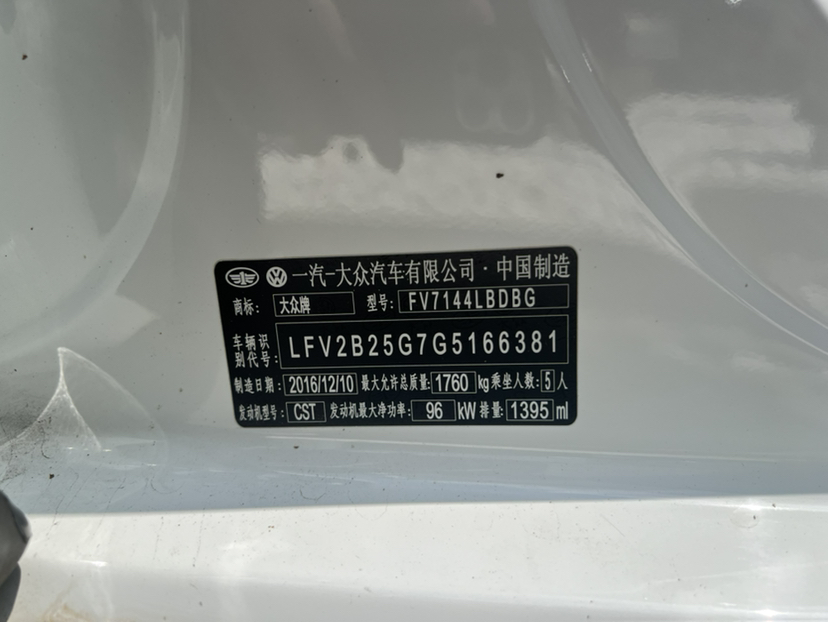 一汽-大众汽车有限公司·中国制造
商标: 大众牌 型号: FV7144LBDBG
车辆识别代号: LFV2B25G7G5166381
制造日期: 2016/12/10 最大允许总质量: 1760 kg 乘坐人数: 5 人
发动机型号: CST 发动机最大净功率: 96 kW 排量: 1395 ml